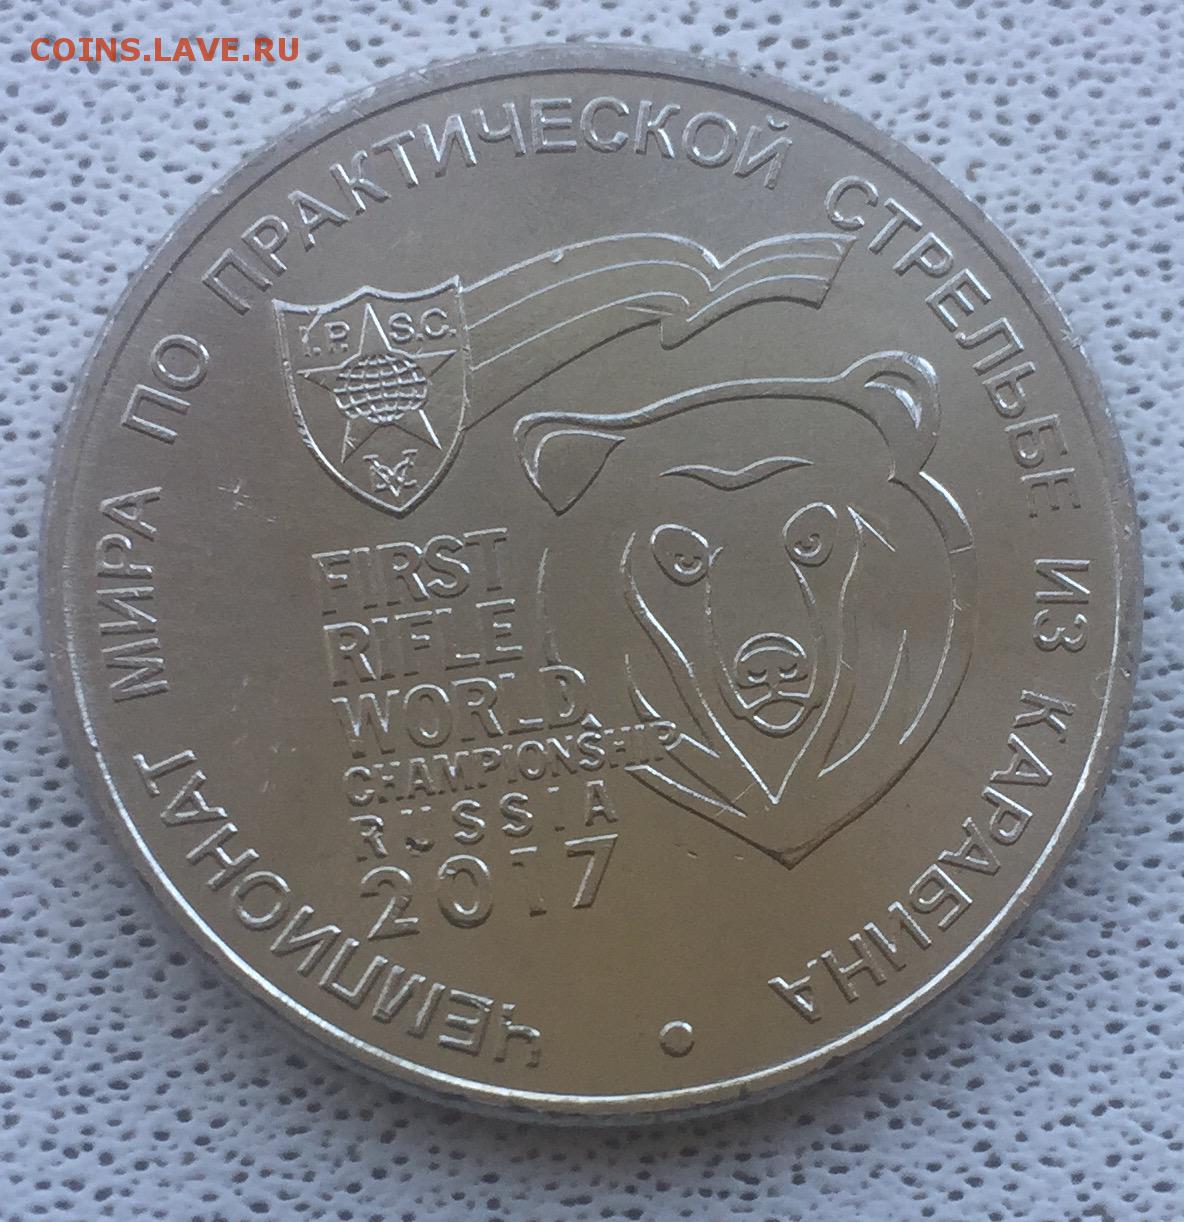 COINS.LAVE.RU
ЧЕМПИОНАТ МИРА ПО ПРАКТИЧЕСКОЙ СТРЕЛЬБЕ ИЗ КАРАБИНА
I.P.S.C.
FIRST
RIFLE
WORLD
CHAMPIONSHIP
RUSSIA
2017